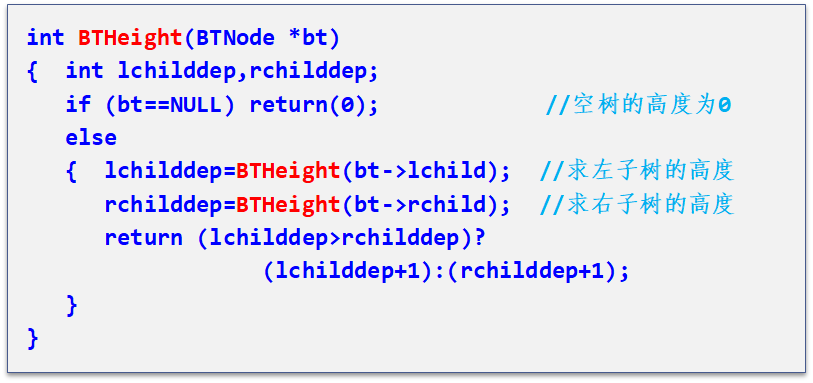 int BTHeight(BTNode *bt)
{ int lchilddep,rchilddep;
if (bt==NULL) return(0); //空树的高度为0
else
{ lchilddep=BTHeight(bt->lchild); //求左子树的高度
rchilddep=BTHeight(bt->rchild); //求右子树的高度
return (lchilddep>rchilddep)?
(lchilddep+1):(rchilddep+1);
}
}